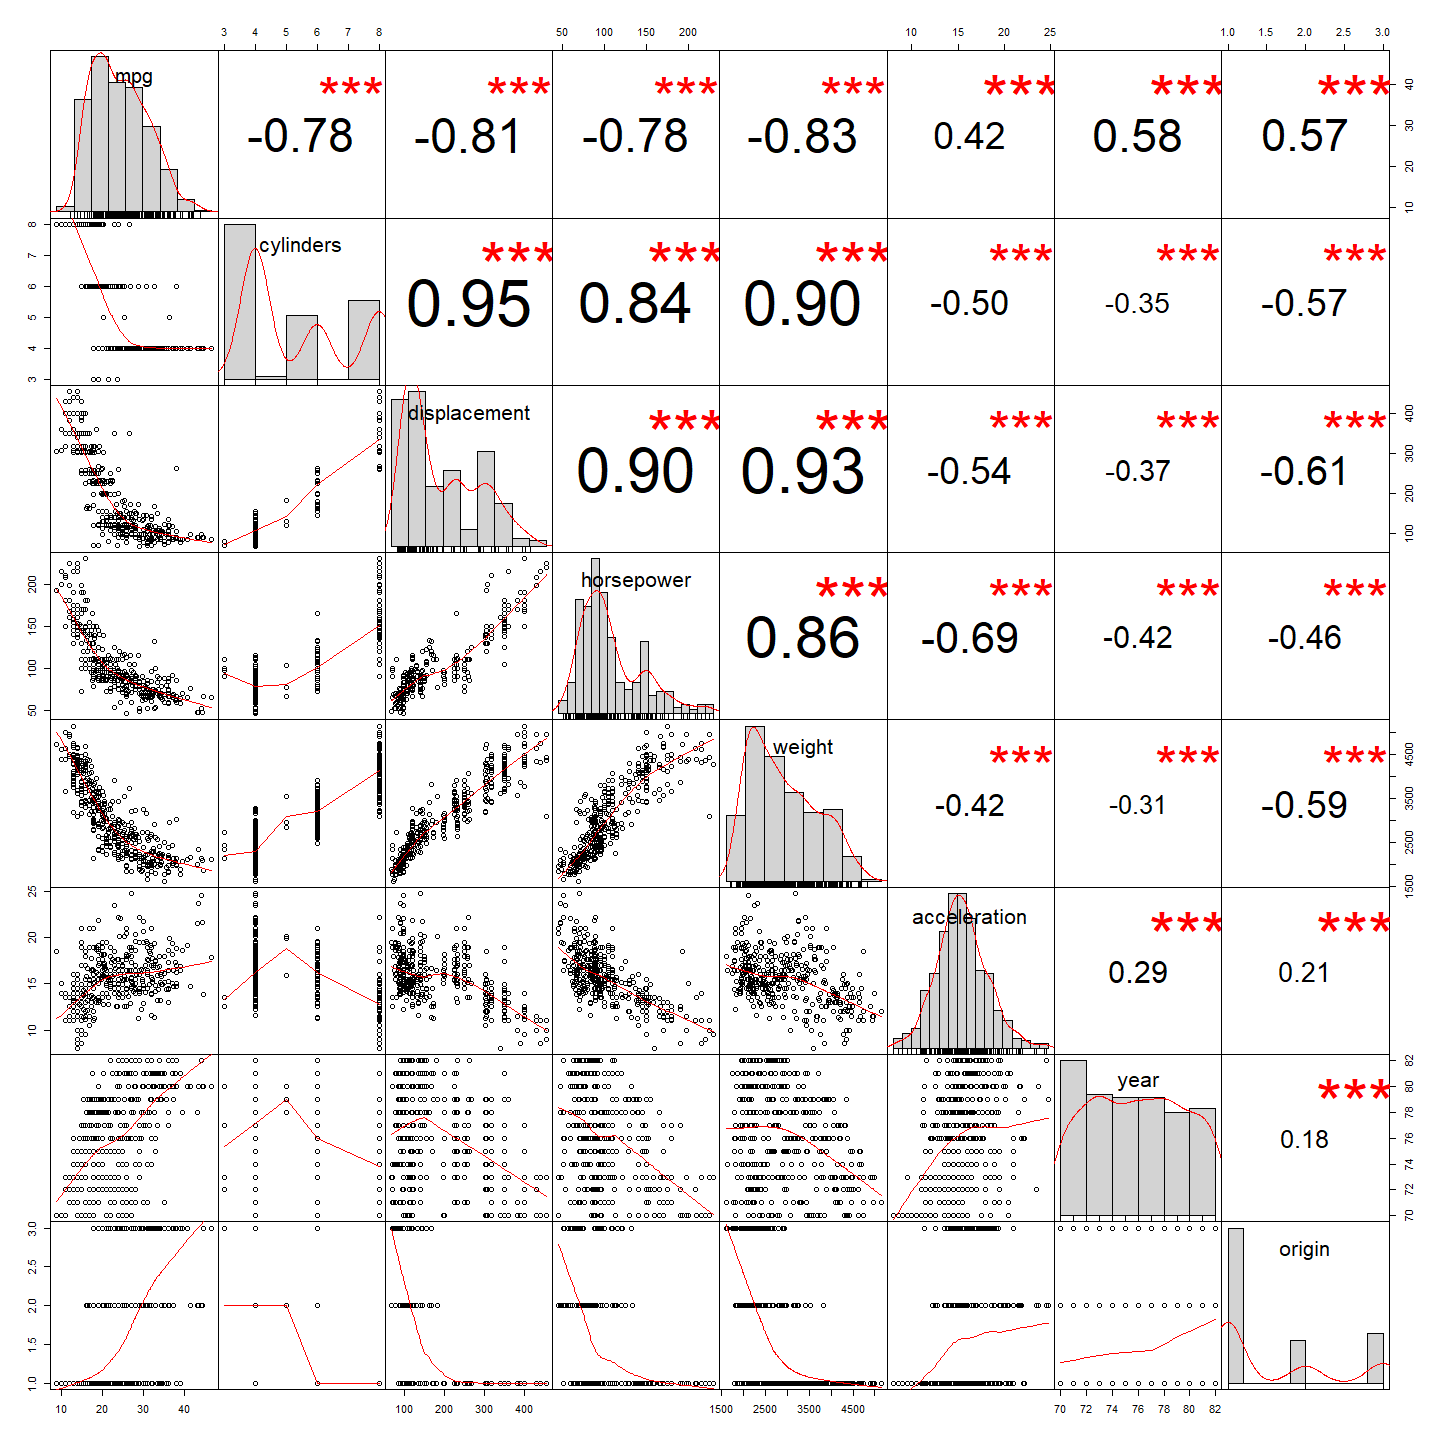 3 4 5 6 7 8 50 100 150 200 10 15 20 25 1.0 1.5 2.0 2.5 3.0
mpg *** *** *** *** *** *** ***
-0.78 -0.81 -0.78 -0.83 0.42 0.58 0.57
10 20 30 40
cylinders *** *** *** *** *** ***
0.95 0.84 0.90 -0.50 -0.35 -0.57
3 4 5 6 7 8
displacement *** *** *** *** ***
0.90 0.93 -0.54 -0.37 -0.61
100 200 300 400
horsepower *** *** *** ***
0.86 -0.69 -0.42 -0.46
50 100 150 200
weight *** *** ***
-0.42 -0.31 -0.59
1500 2500 3500 4500
acceleration *** ***
0.29 0.21
10 15 20 25
year ***
0.18
70 72 74 76 78 80 82
origin
1.0 1.5 2.0 2.5 3.0
10 20 30 40 100 200 300 400 1500 2500 3500 4500 70 72 74 76 78 80 82